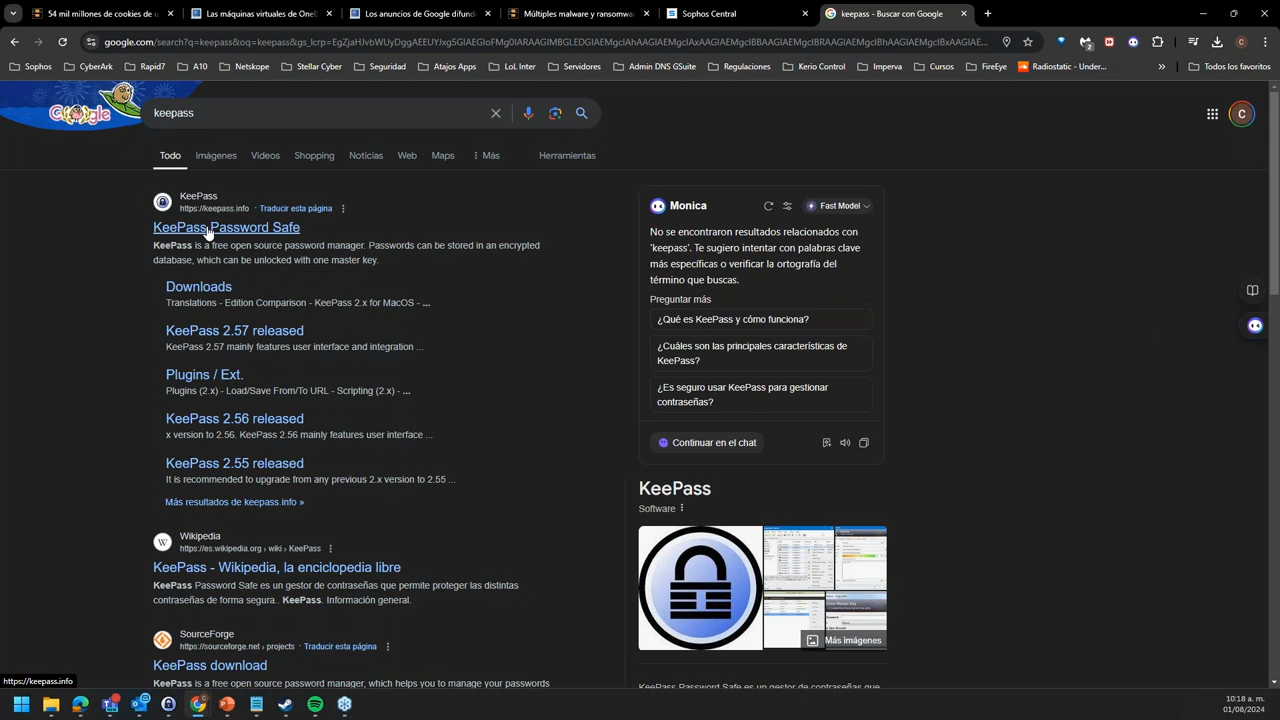 54 mil millones de cookies de u
Las máquinas virtuales de OneB
Los anuncios de Google difund
Múltiples malware y ransomwa
Sophos Central
keepass - Buscar con Google
Sophos
CyberArk
Rapid7
A10
Netskope
Stellar Cyber
Seguridad
Atajos Apps
LoL Inter
Servidores
Admin DNS GSuite
Regulaciones
Kerio Control
Imperva
Cursos
FireEye
Radiostatic - Under...
Todos los favoritos
keepass
Todo
Imágenes
Videos
Shopping
Noticias
Web
Maps
Más
Herramientas
KeePass
https://keepass.info · Traducir esta página
KeePass Password Safe
KeePass is a free open source password manager. Passwords can be stored in an encrypted
database, which can be unlocked with one master key.
Downloads
Translations - Edition Comparison - KeePass 2.x for MacOS - ...
KeePass 2.57 released
KeePass 2.57 mainly features user interface and integration ...
Plugins / Ext.
Plugins (2.x) - Load/Save From/To URL - Scripting (2.x) - ...
KeePass 2.56 released
x version to 2.56. KeePass 2.56 mainly features user interface ...
KeePass 2.55 released
It is recommended to upgrade from any previous 2.x version to 2.55 ...
Más resultados de keepass.info »
Wikipedia
https://es.wikipedia.org › wiki › KeePass
KeePass - Wikipedia, la enciclopedia libre
KeePass Password Safe es un gestor de contraseñas que permite proteger las distintas
contraseñas de forma segura. KeePass. Información general.
SourceForge
https://sourceforge.net › projects · Traducir esta página
KeePass download
KeePass is a free open source password manager, which helps you to manage your passwords
Monica
Fast Model
No se encontraron resultados relacionados con
'keepass'. Te sugiero intentar con palabras clave
más específicas o verificar la ortografía del
término que buscas.
Preguntar más
¿Qué es KeePass y cómo funciona?
¿Cuáles son las principales características de
KeePass?
¿Es seguro usar KeePass para gestionar
contraseñas?
Continuar en el chat
KeePass
Software
Más imágenes
KeePass Password Safe es un gestor de contraseñas que
https://keepass.info
10:18 a. m.
01/08/2024